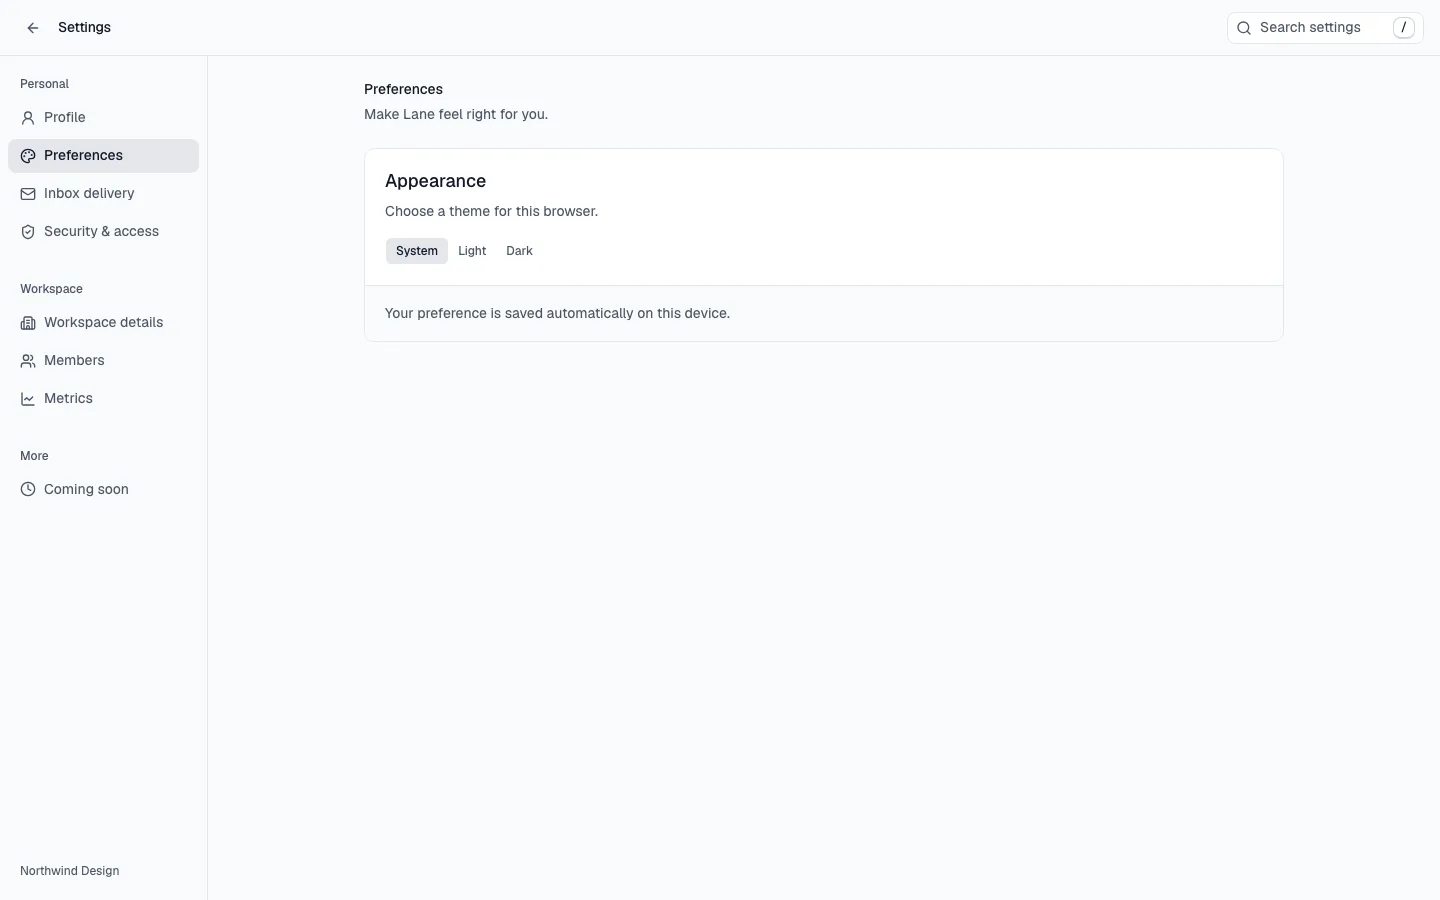 Settings
Search settings /
Personal
Profile
Preferences
Inbox delivery
Security & access
Workspace
Workspace details
Members
Metrics
More
Coming soon
Northwind Design
Preferences
Make Lane feel right for you.
Appearance
Choose a theme for this browser.
System Light Dark
Your preference is saved automatically on this device.